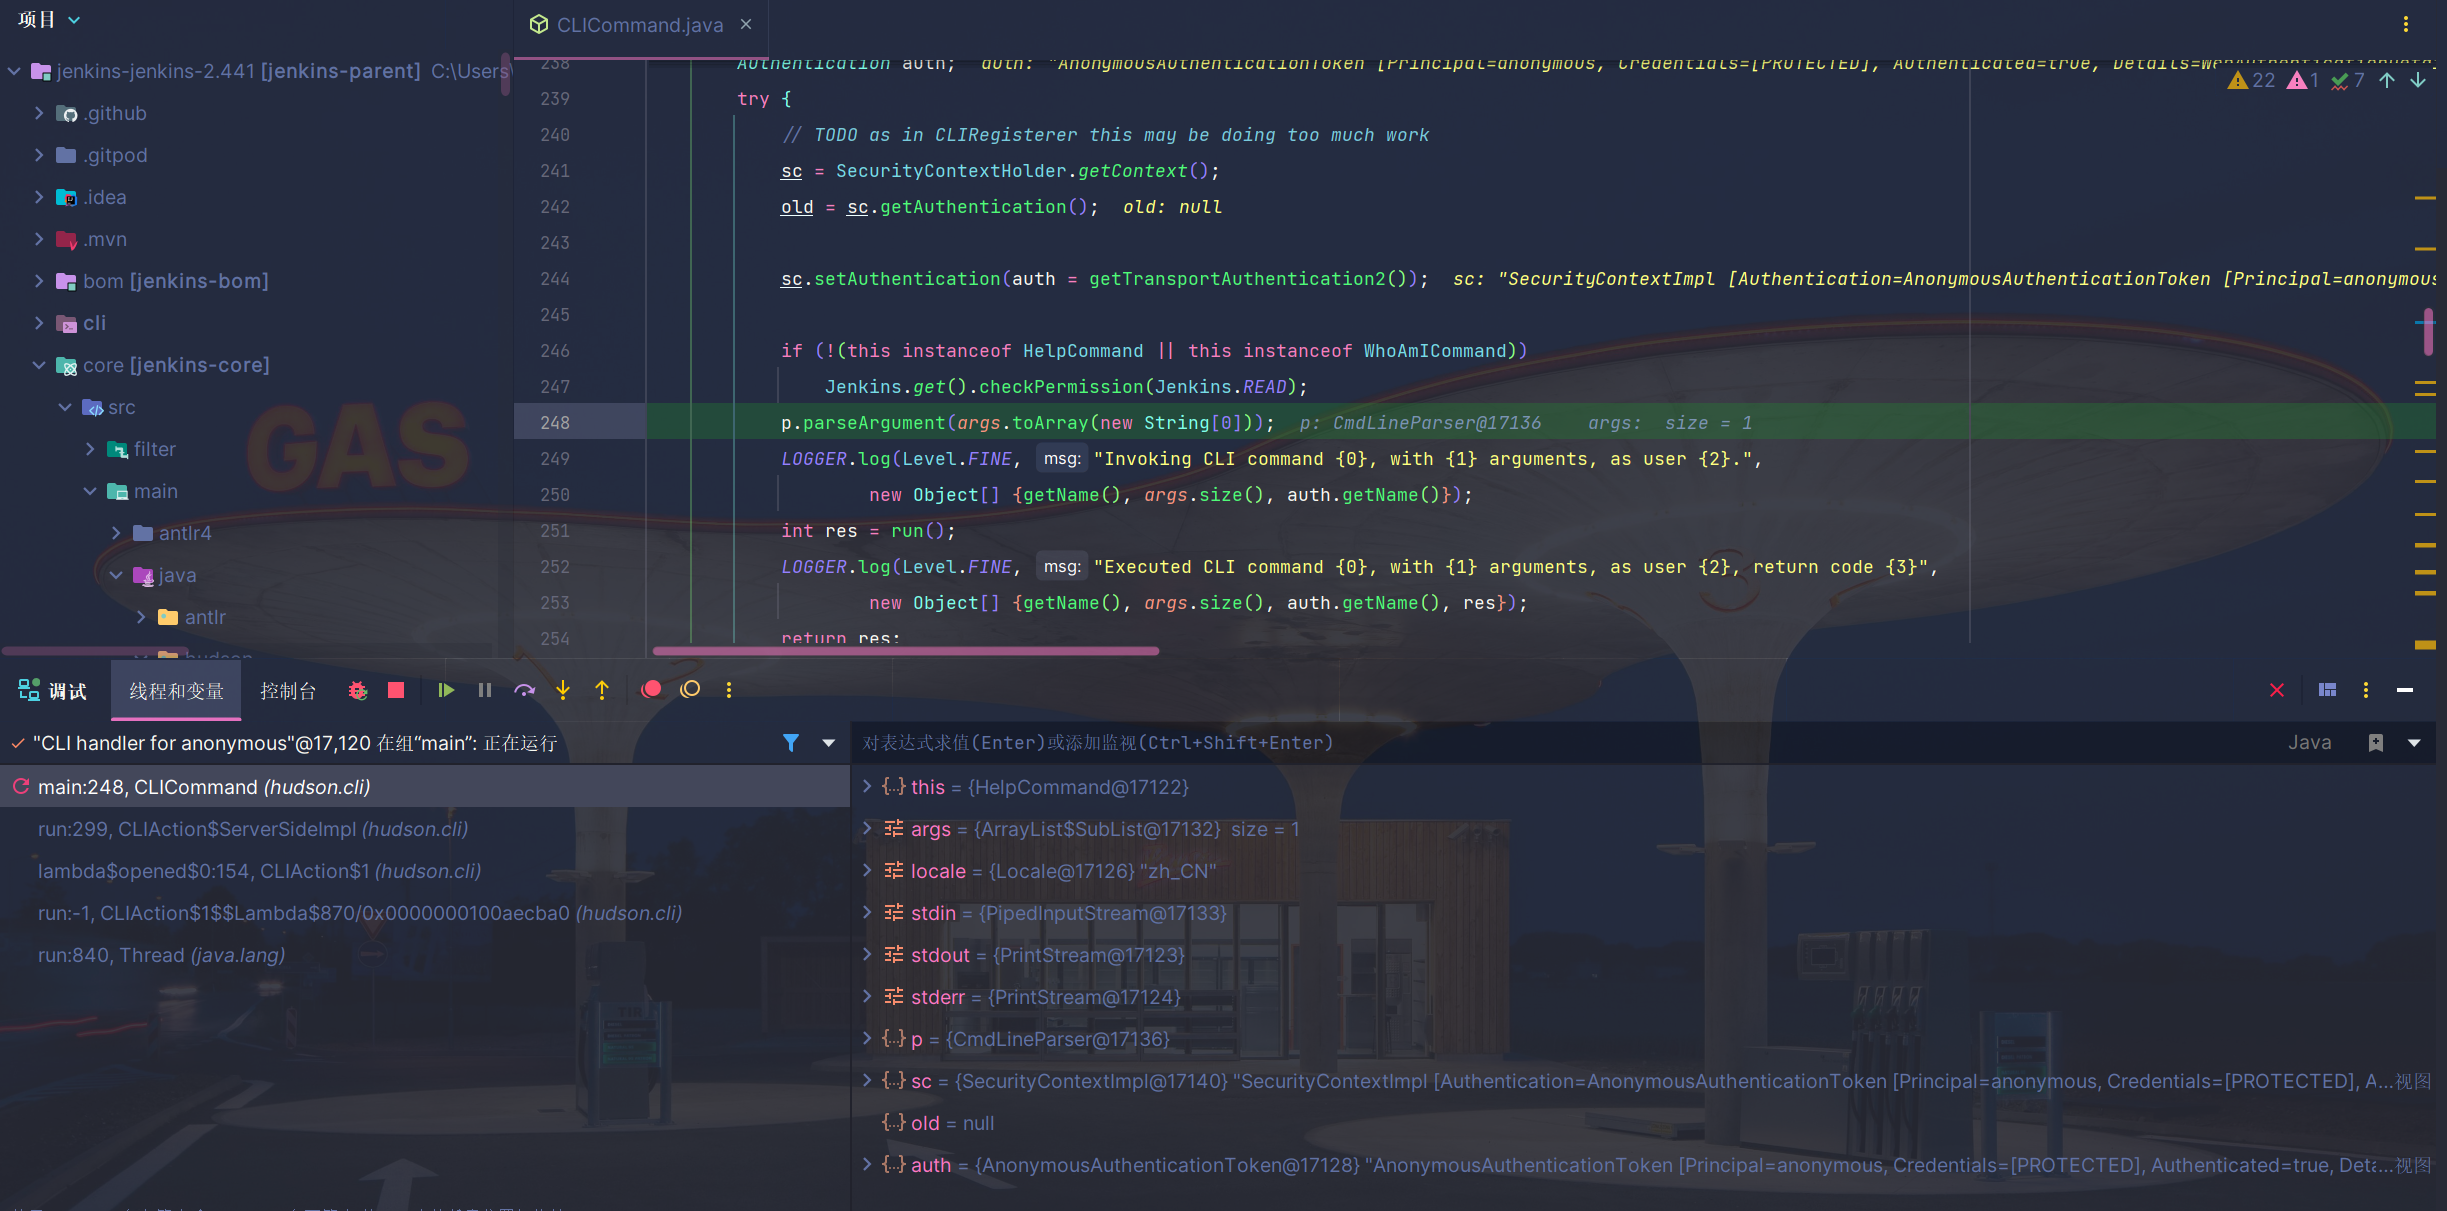 项目
CLICommand.java
jenkins-jenkins-2.441 [jenkins-parent] C:\Users\
.github
.gitpod
.idea
.mvn
bom [jenkins-bom]
cli
core [jenkins-core]
src
filter
main
antlr4
java
antlr
hudson
GAS
22 1 7
238 Authentication auth; auth: "AnonymousAuthenticationToken [Principal=anonymous, Credentials=[PROTECTED], Authenticated=true, Details=WebAuthenticationDeta
239 try {
240 // TODO as in CLIRegisterer this may be doing too much work
241 sc = SecurityContextHolder.getContext();
242 old = sc.getAuthentication(); old: null
243
244 sc.setAuthentication(auth = getTransportAuthentication2()); sc: "SecurityContextImpl [Authentication=AnonymousAuthenticationToken [Principal=anonymous
245
246 if (!(this instanceof HelpCommand || this instanceof WhoAmICommand))
247 Jenkins.get().checkPermission(Jenkins.READ);
248 p.parseArgument(args.toArray(new String[0])); p: CmdLineParser@17136 args: size = 1
249 LOGGER.log(Level.FINE, msg: "Invoking CLI command {0}, with {1} arguments, as user {2}.",
250 new Object[] {getName(), args.size(), auth.getName()});
251 int res = run();
252 LOGGER.log(Level.FINE, msg: "Executed CLI command {0}, with {1} arguments, as user {2}, return code {3}",
253 new Object[] {getName(), args.size(), auth.getName(), res});
254 return res;
调试 线程和变量 控制台
"CLI handler for anonymous"@17,120 在组“main”: 正在运行
main:248, CLICommand (hudson.cli)
run:299, CLIAction$ServerSideImpl (hudson.cli)
lambda$opened$0:154, CLIAction$1 (hudson.cli)
run:-1, CLIAction$1$$Lambda$870/0x0000000100aecba0 (hudson.cli)
run:840, Thread (java.lang)
对表达式求值(Enter)或添加监视(Ctrl+Shift+Enter) Java
this = {HelpCommand@17122}
args = {ArrayList$SubList@17132} size = 1
locale = {Locale@17126} "zh_CN"
stdin = {PipedInputStream@17133}
stdout = {PrintStream@17123}
stderr = {PrintStream@17124}
p = {CmdLineParser@17136}
sc = {SecurityContextImpl@17140} "SecurityContextImpl [Authentication=AnonymousAuthenticationToken [Principal=anonymous, Credentials=[PROTECTED], A...视图
old = null
auth = {AnonymousAuthenticationToken@17128} "AnonymousAuthenticationToken [Principal=anonymous, Credentials=[PROTECTED], Authenticated=true, Deta...视图